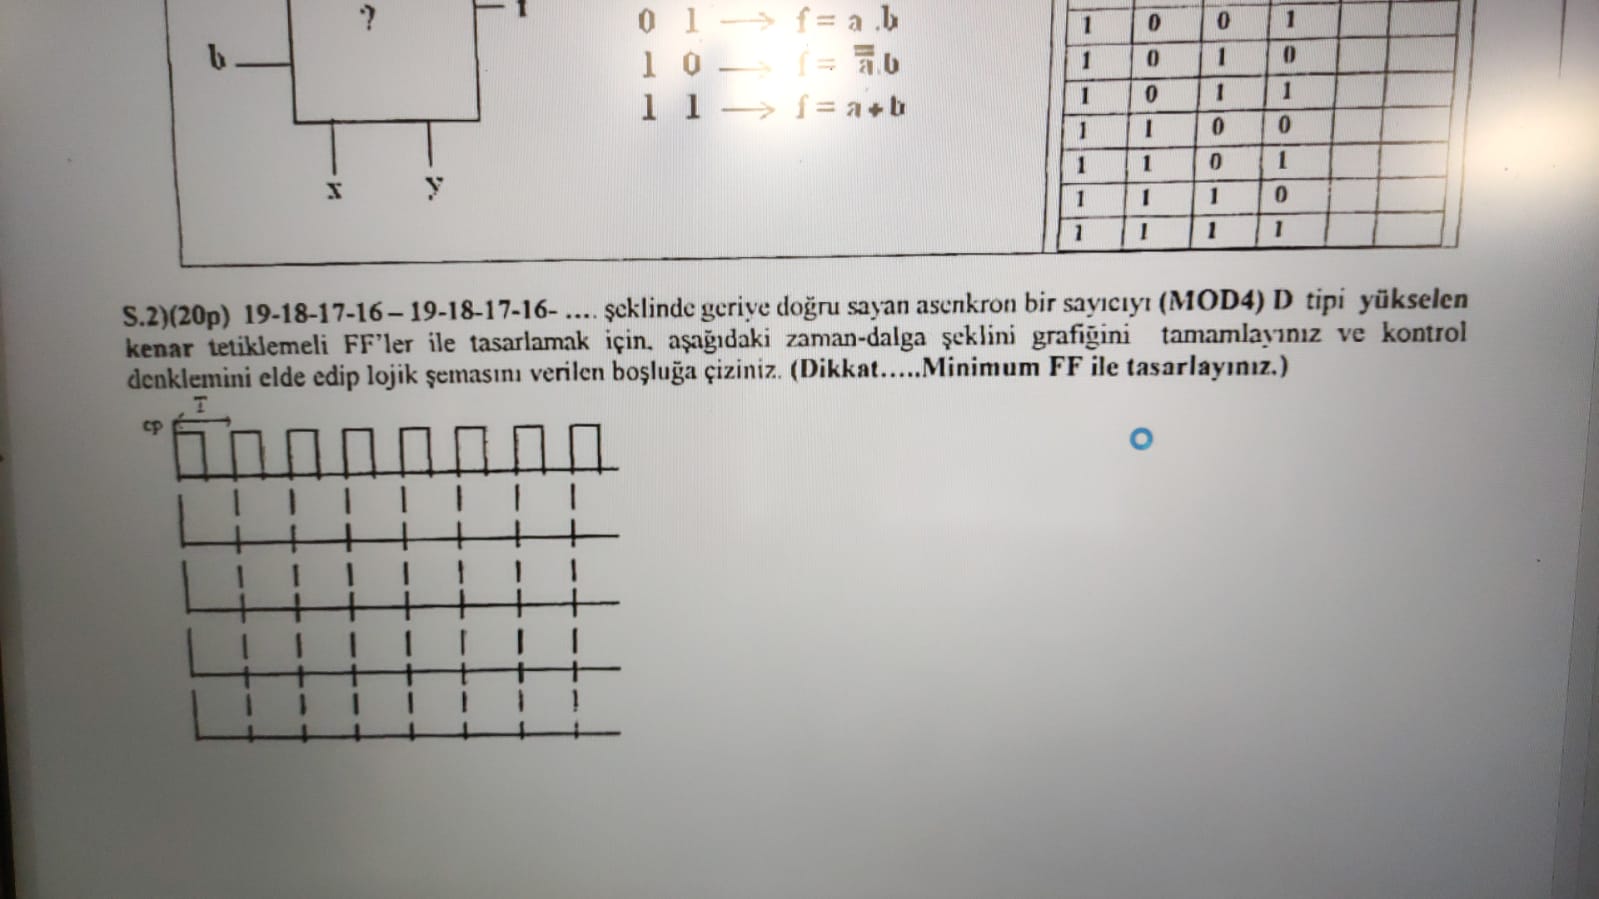 ?
1
b
x y
0 1 → f= a .b
1 0 → f= a.b
1 1 → f= a+b
1 0 0 1
1 0 1 0
1 0 1 1
1 1 0 0
1 1 0 1
1 1 1 0
1 1 1 1
S.2)(20p) 19-18-17-16 – 19-18-17-16- .... şeklinde geriye doğru sayan asenkron bir sayıcıyı (MOD4) D tipi yükselen
kenar tetiklemeli FF'ler ile tasarlamak için, aşağıdaki zaman-dalga şeklini grafiğini tamamlayınız ve kontrol
denklemini elde edip lojik şemasını verilen boşluğa çiziniz. (Dikkat.....Minimum FF ile tasarlayınız.)
T
cp